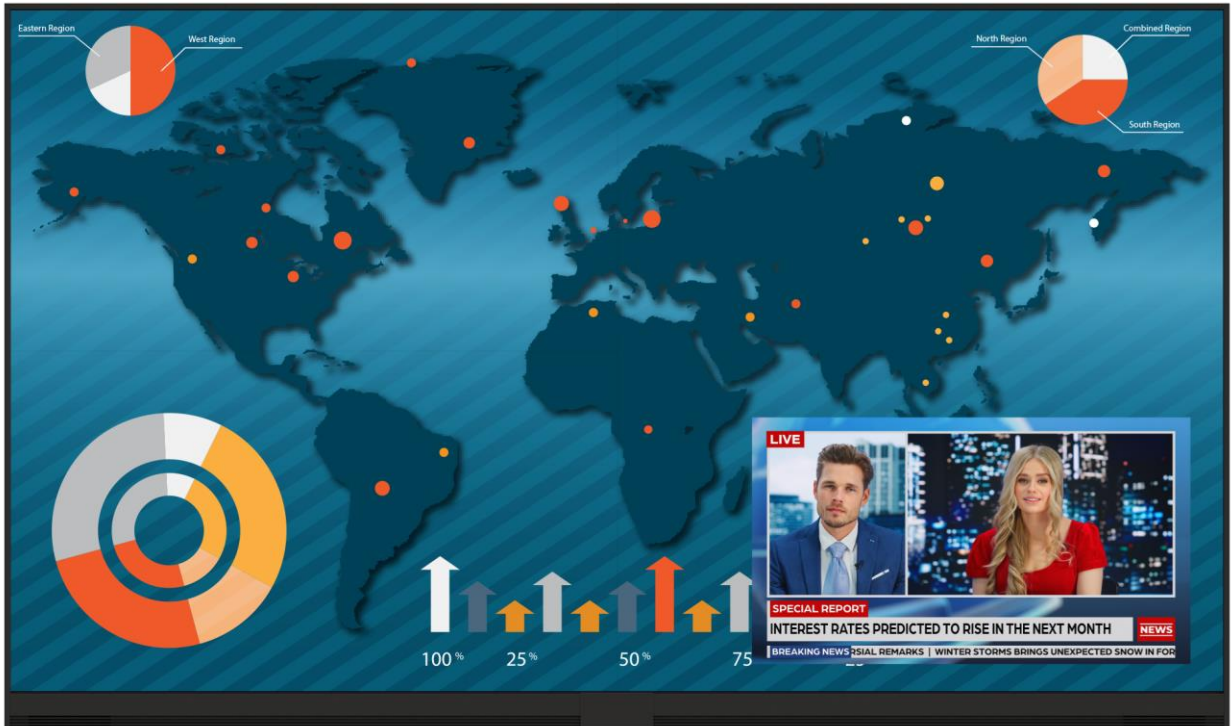 Eastern Region
West Region
North Region
Combined Region
South Region
LIVE
SPECIAL REPORT
INTEREST RATES PREDICTED TO RISE IN THE NEXT MONTH
NEWS
BREAKING NEWS RSIAL REMARKS | WINTER STORMS BRINGS UNEXPECTED SNOW IN FOR
100 % 25 % 50 % 75